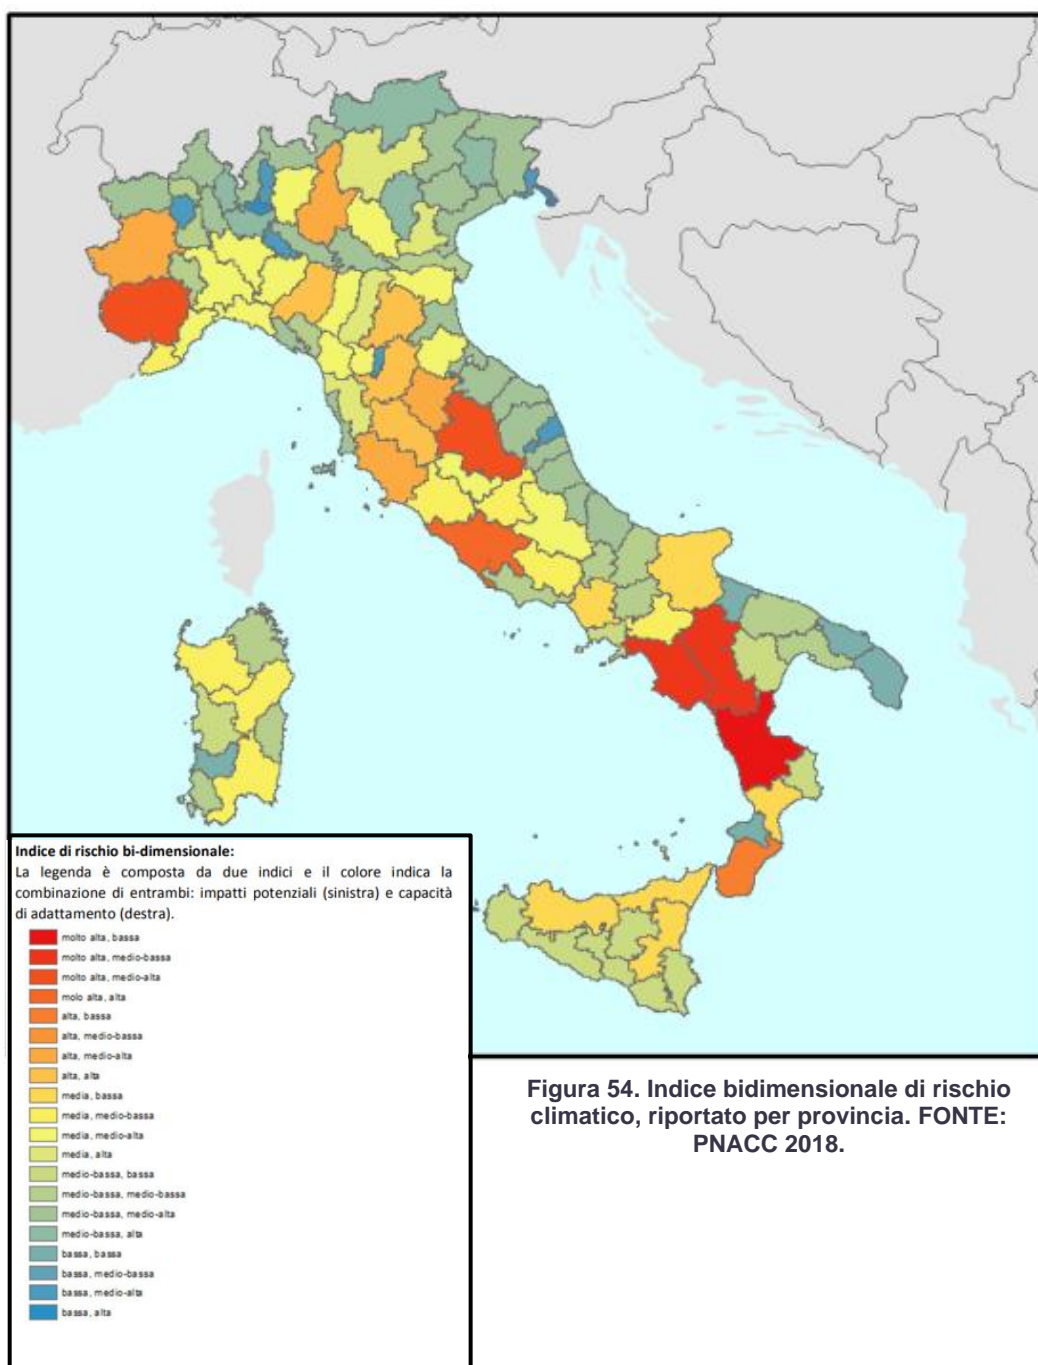 Indice di rischio bi-dimensionale:
La legenda è composta da due indici e il colore indica la
combinazione di entrambi: impatti potenziali (sinistra) e capacità
di adattamento (destra).
molto alta, bassa
molto alta, medio-bassa
molto alta, medio-alta
molo alta, alta
alta, bassa
alta, medio-bassa
alta, medio-alta
alta, alta
media, bassa
media, medio-bassa
media, medio-alta
media, alta
medio-bassa, bassa
medio-bassa, medio-bassa
medio-bassa, medio-alta
medio-bassa, alta
bassa, bassa
bassa, medio-bassa
bassa, medio-alta
bassa, alta
Figura 54. Indice bidimensionale di rischio
climatico, riportato per provincia. FONTE:
PNACC 2018.